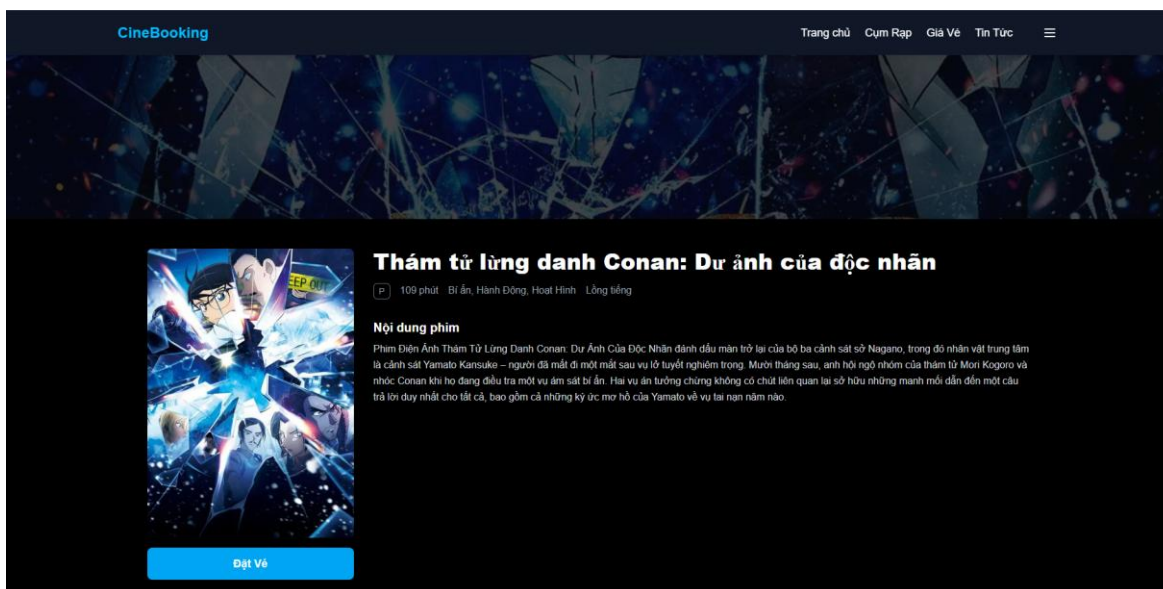 CineBooking
Trang chủ Cụm Rạp Giá Vé Tin Tức
KEEP OUT
Thám tử lừng danh Conan: Dư ảnh của độc nhãn
P 109 phút Bí ẩn, Hành Động, Hoạt Hình Lồng tiếng
Nội dung phim
Phim Điện Ảnh Thám Tử Lừng Danh Conan: Dư Ảnh Của Độc Nhãn đánh dấu màn trở lại của bộ ba cảnh sát sở Nagano, trong đó nhân vật trung tâm
là cảnh sát Yamato Kansuke – người đã mất đi một mắt sau vụ lở tuyết nghiêm trọng. Mười tháng sau, anh hội ngộ nhóm của thám tử Mori Kogoro và
nhóc Conan khi họ đang điều tra một vụ ám sát bí ẩn. Hai vụ án tưởng chừng không có chút liên quan lại sở hữu những manh mối dẫn đến một câu
trả lời duy nhất cho tất cả, bao gồm cả những ký ức mơ hồ của Yamato về vụ tai nạn năm nào.
Đặt Vé